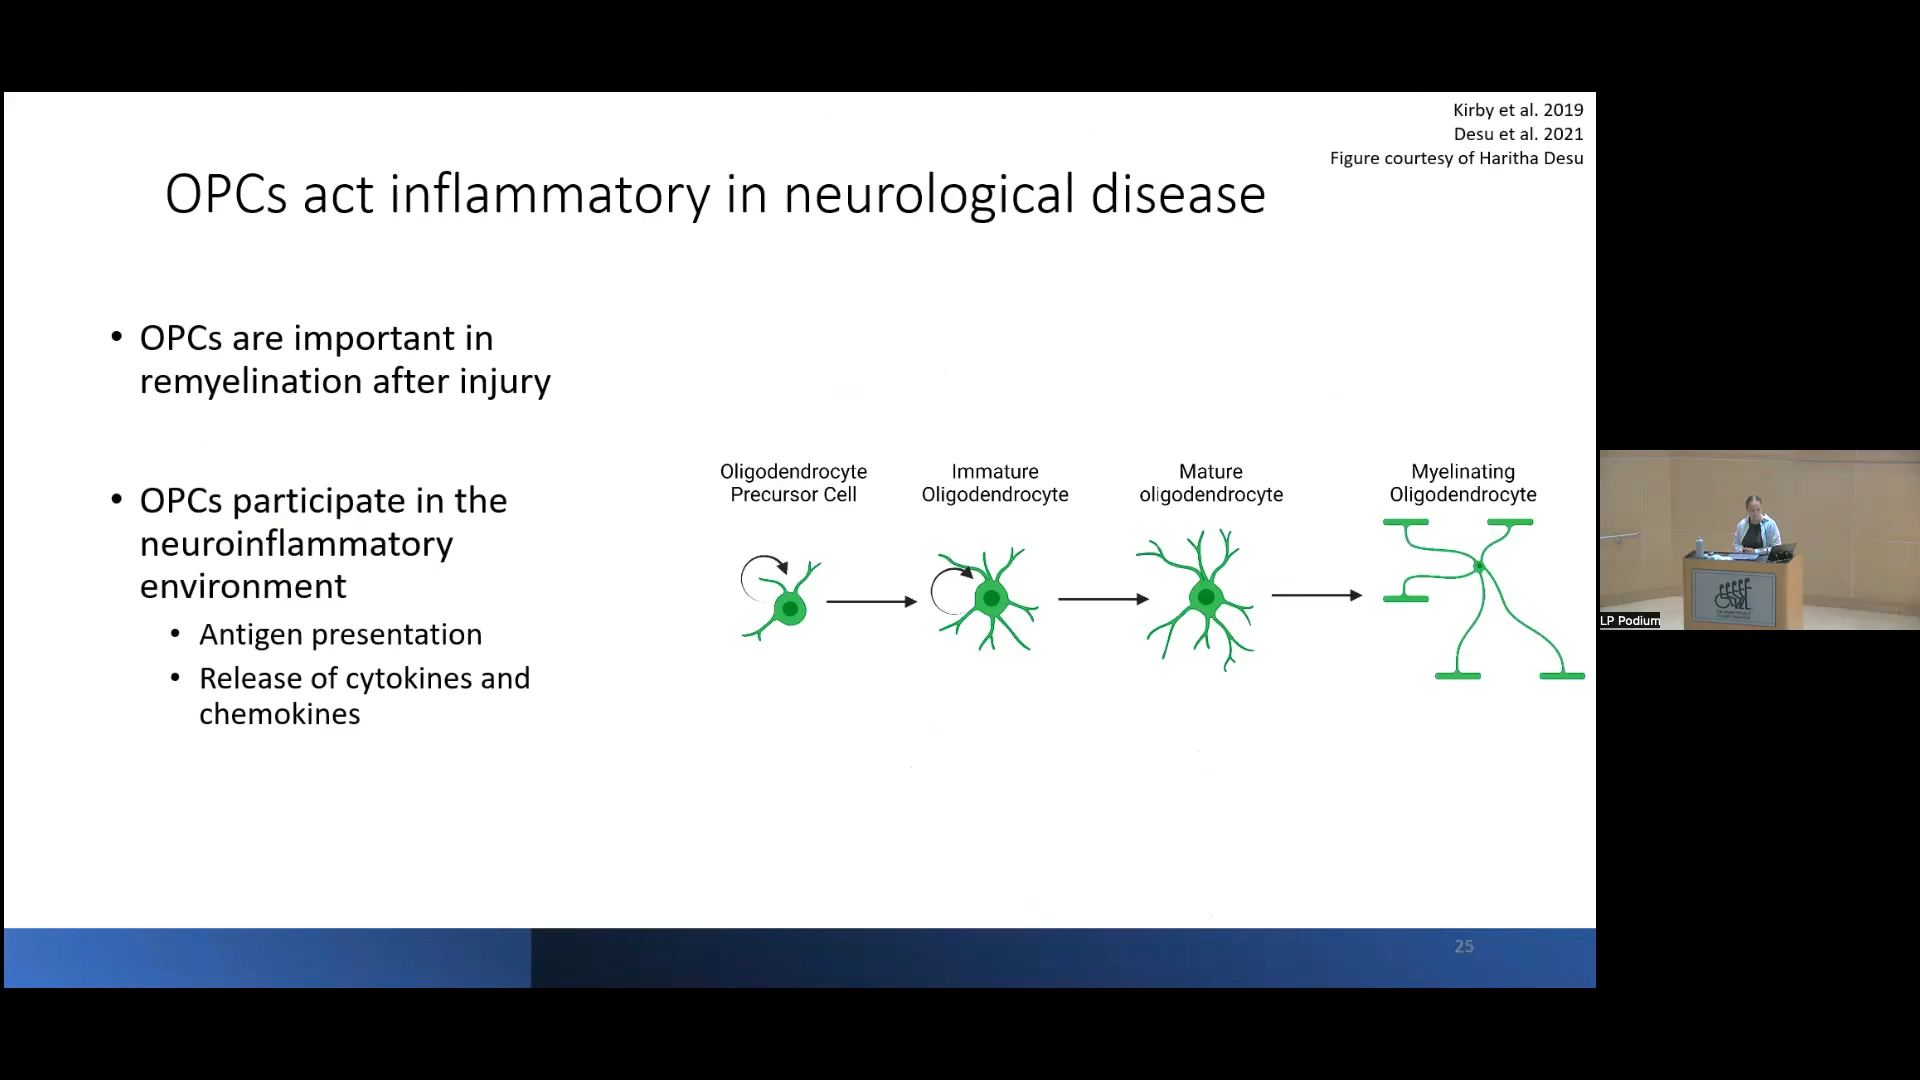 Kirby et al. 2019
Desu et al. 2021
Figure courtesy of Haritha Desu
OPCs act inflammatory in neurological disease
• OPCs are important in
remyelination after injury
• OPCs participate in the
neuroinflammatory
environment
• Antigen presentation
• Release of cytokines and
chemokines
Oligodendrocyte
Precursor Cell
Immature
Oligodendrocyte
Mature
oligodendrocyte
Myelinating
Oligodendrocyte
25
LP Podium